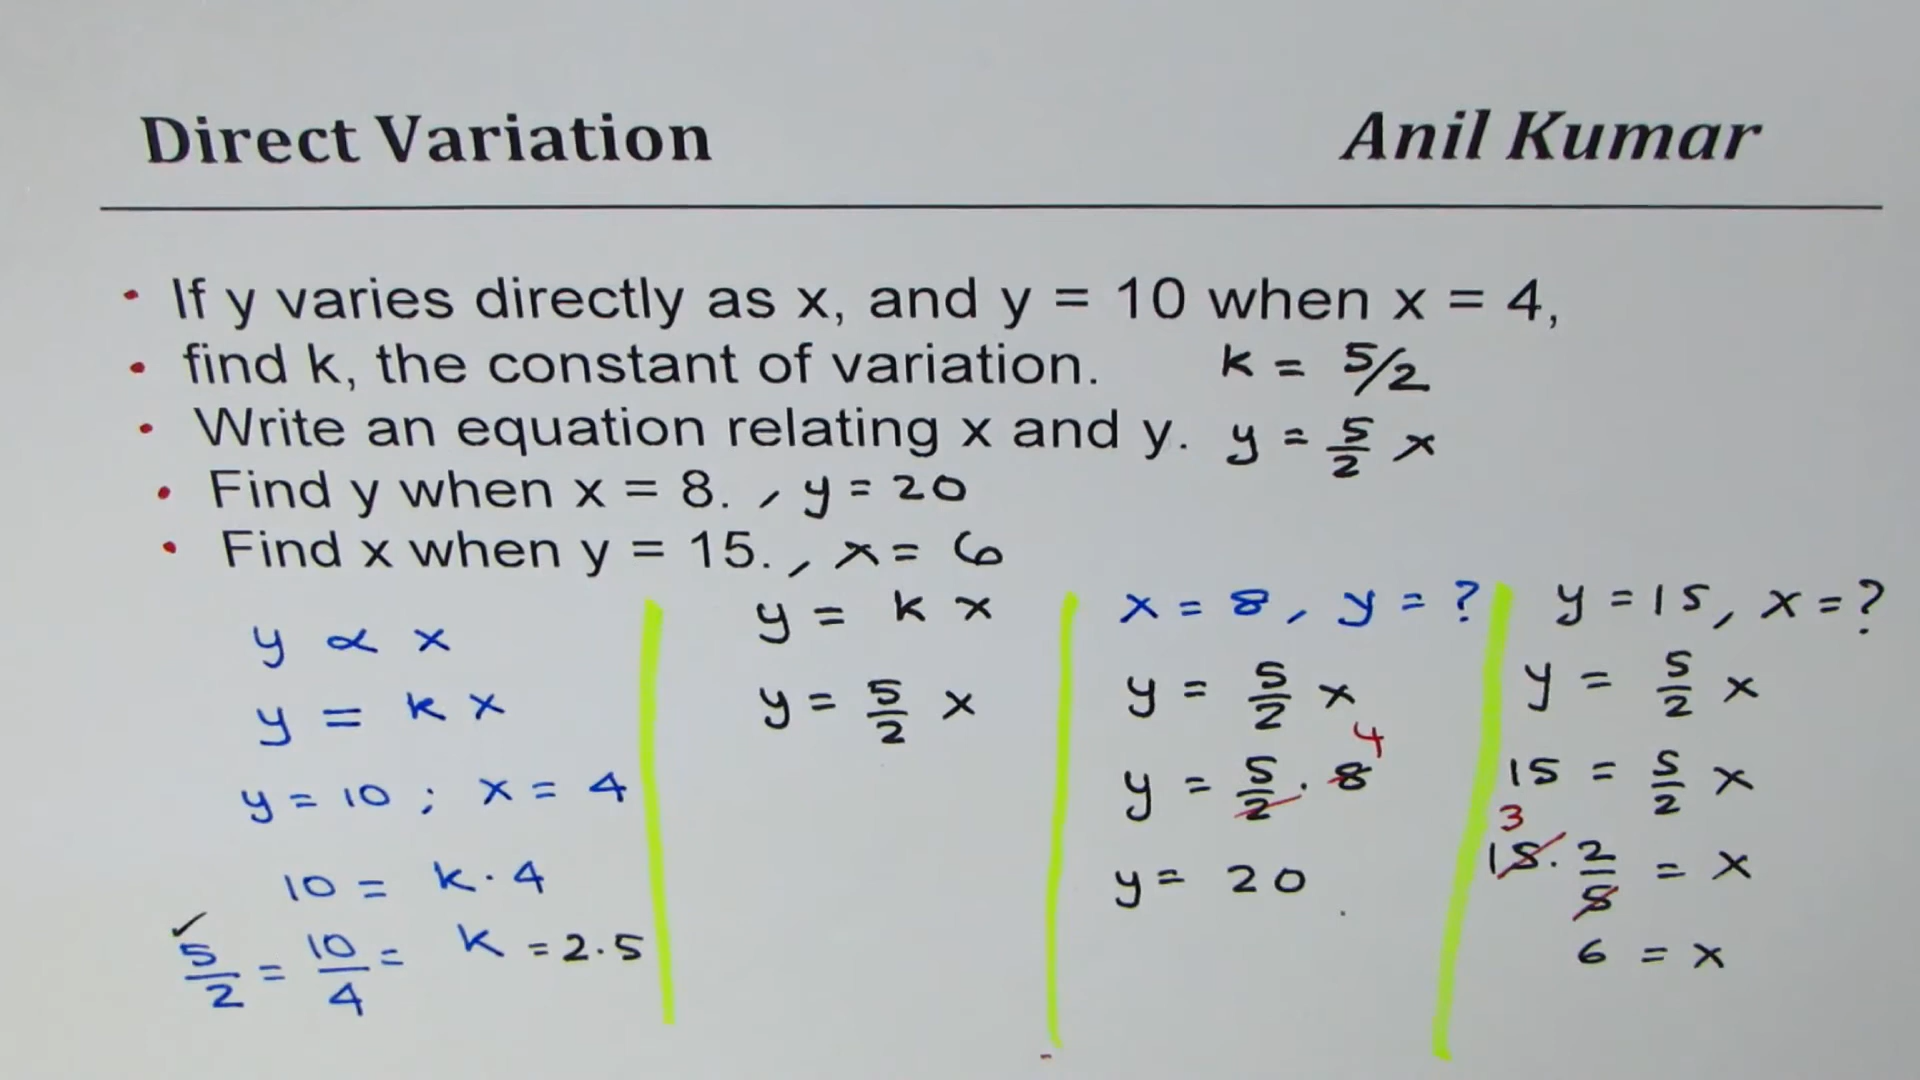 Direct Variation Anil Kumar
• If y varies directly as x, and y = 10 when x = 4,
• find k, the constant of variation. k = 5/2
• Write an equation relating x and y. y = 5/2 x
• Find y when x = 8. , y = 20
• Find x when y = 15. , x = 6
y ∝ x
y = k x
y = 10 ; x = 4
10 = k · 4
✓ 5/2 = 10/4 = k = 2.5
y = k x
y = 5/2 x
x = 8, y = ?
y = 5/2 x
y = 5/2 · 8 4
y = 20
y = 15, x = ?
y = 5/2 x
15 = 5/2 x
3
15 · 2/5 = x
6 = x